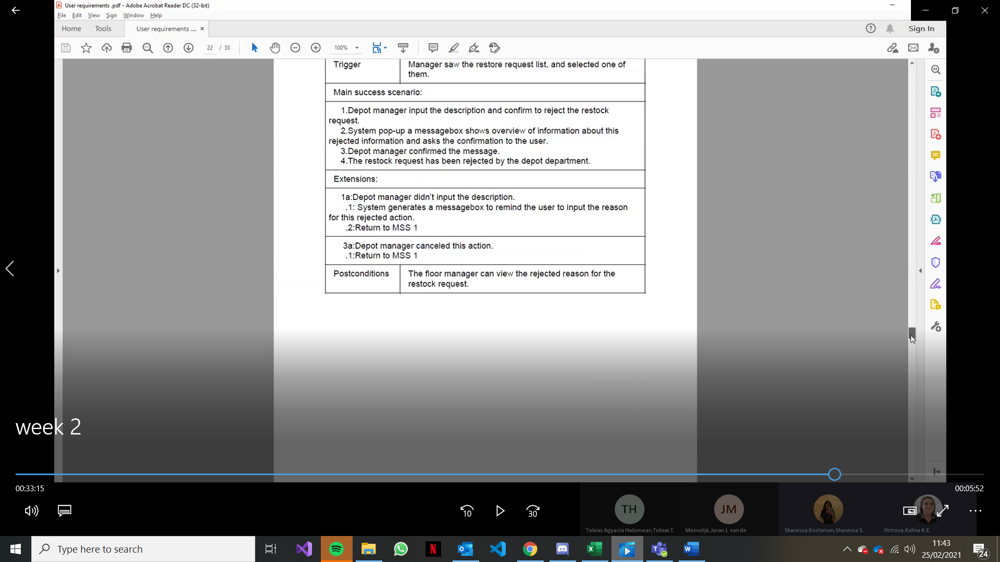 User requirements .pdf - Adobe Acrobat Reader DC (32-bit)
File Edit View Sign Window Help
Home Tools User requirements .... × Sign In
22 / 33 100%
Trigger Manager saw the restore request list, and selected one of
them.
Main success scenario:
1.Depot manager input the description and confirm to reject the restock
request.
2.System pop-up a messagebox shows overview of information about this
rejected information and asks the confirmation to the user.
3.Depot manager confirmed the message.
4.The restock request has been rejected by the depot department.
Extensions:
1a:Depot manager didn't input the description.
.1: System generates a messagebox to remind the user to input the reason
for this rejected action.
.2:Return to MSS 1
3a:Depot manager canceled this action.
.1:Return to MSS 1
Postconditions The floor manager can view the rejected reason for the
restock request.
week 2
00:33:15 00:05:52
10 30
TH JM
Tobias Agyasta Halomoan,Tobias T. Moosdijk,Joran J. van de Shanessa Kostaman,Shanessa S. Petrova,Kalina K.E.
Type here to search
11:43
25/02/2021
24